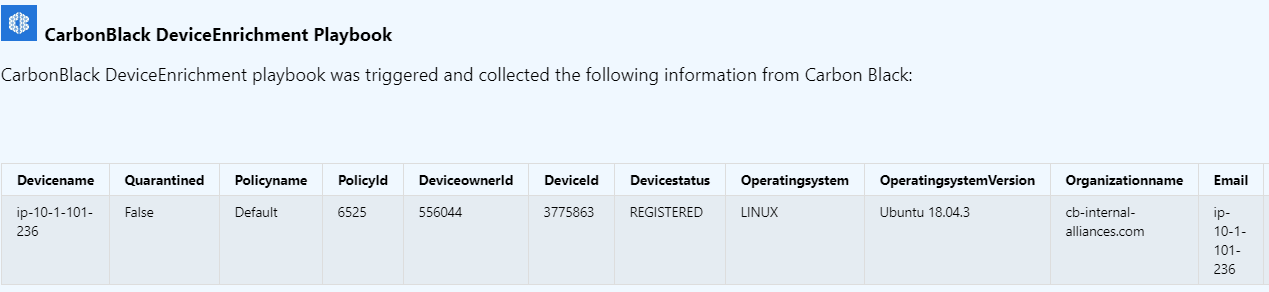 CarbonBlack DeviceEnrichment Playbook
CarbonBlack DeviceEnrichment playbook was triggered and collected the following information from Carbon Black:
Devicename Quarantined Policyname PolicyId DeviceownerId DeviceId Devicestatus Operatingsystem OperatingsystemVersion Organizationname Email
ip-10-1-101- False Default 6525 556044 3775863 REGISTERED LINUX Ubuntu 18.04.3 cb-internal- ip-
236 alliances.com 10-1-
101-
236